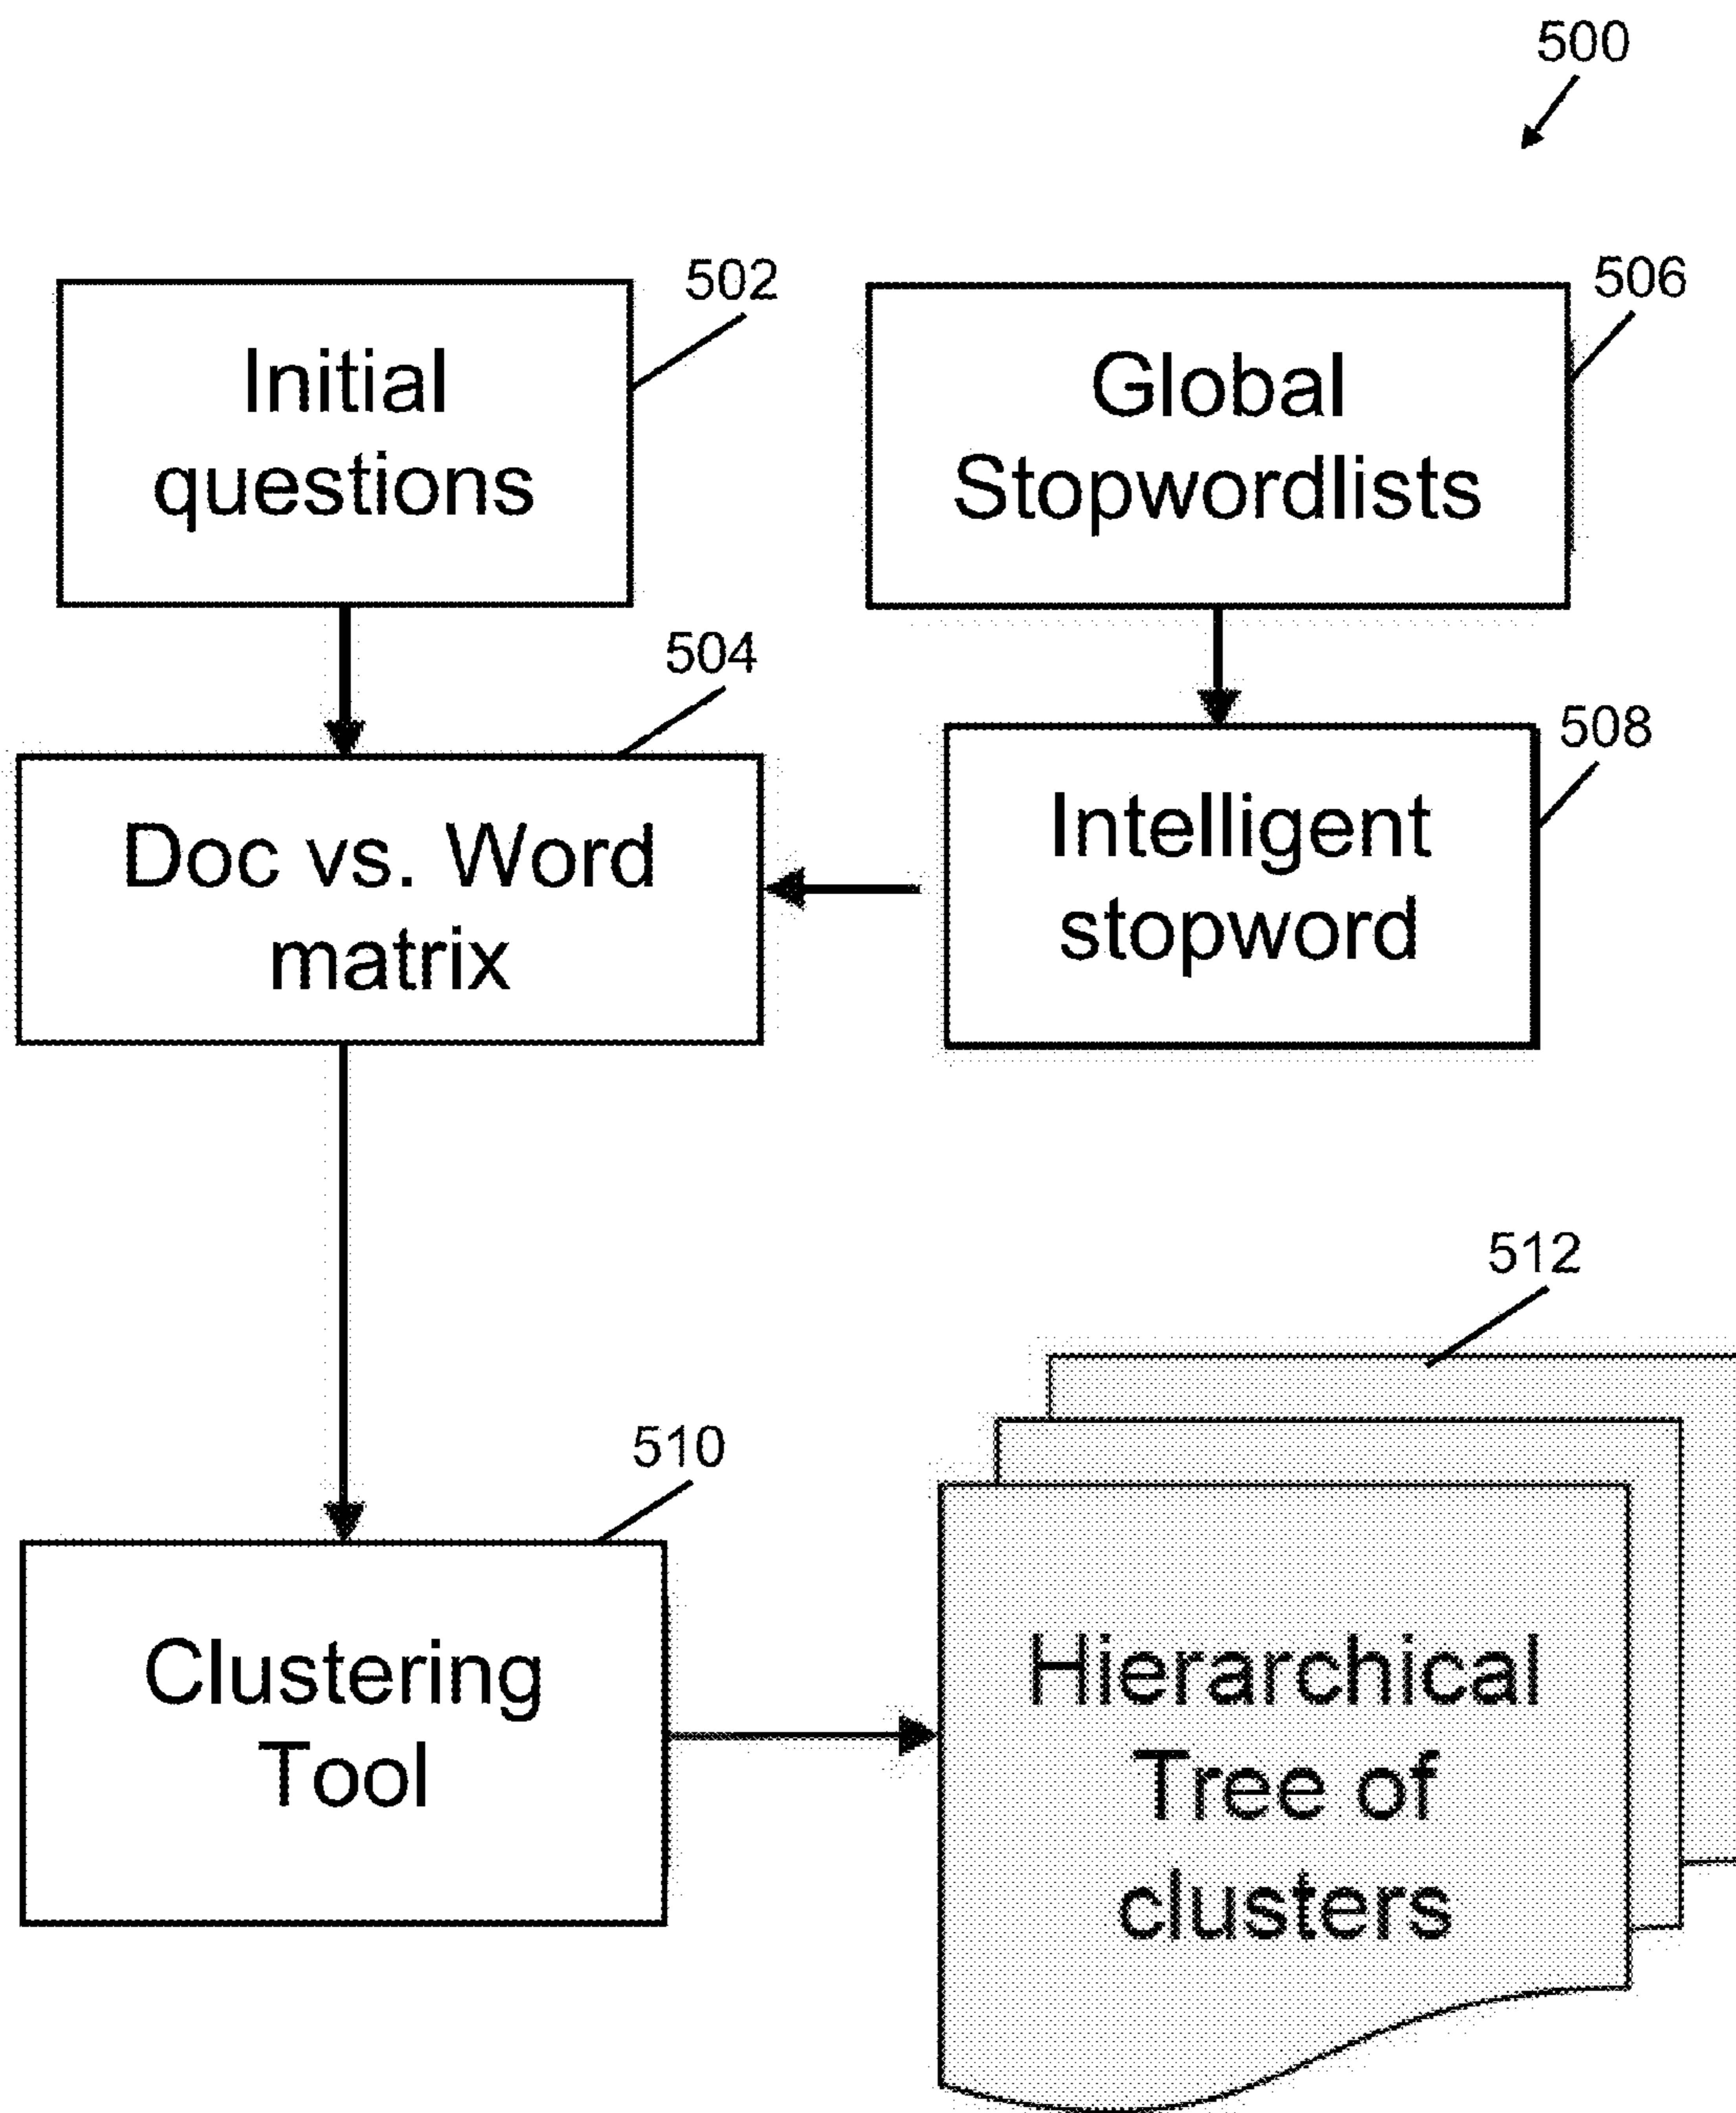 500
502
Initial
questions
506
Global
Stopwordlists
504
Doc vs. Word
matrix
508
Intelligent
stopword
510
Clustering
Tool
512
Hierarchical
Tree of
clusters